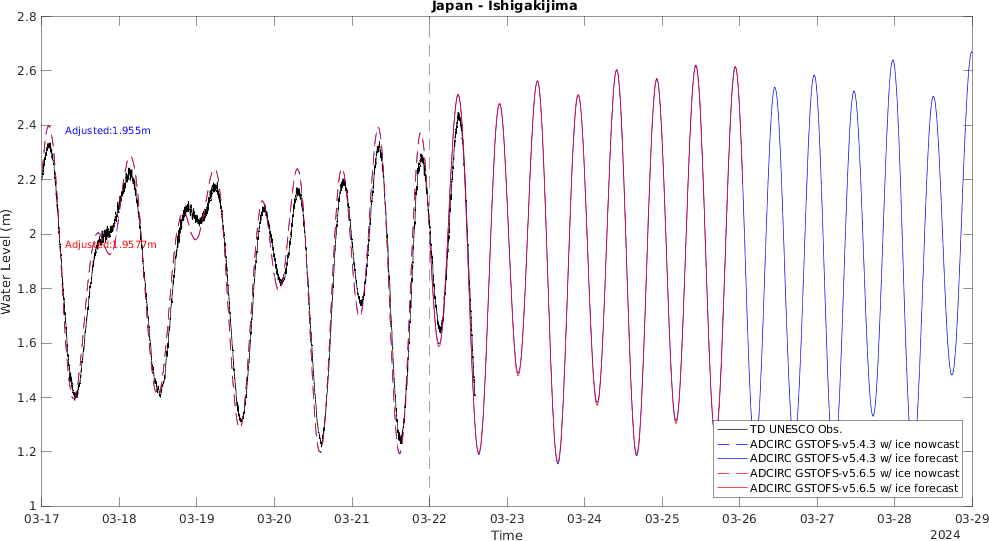 Japan - Ishigakijima
2.8
2.6
2.4
2.2
2
1.8
1.6
1.4
1.2
1
Water Level (m)
Adjusted:1.955m
Adjusted:1.9577m
TD UNESCO Obs.
ADCIRC GSTOFS-v5.4.3 w/ ice nowcast
ADCIRC GSTOFS-v5.4.3 w/ ice forecast
ADCIRC GSTOFS-v5.6.5 w/ ice nowcast
ADCIRC GSTOFS-v5.6.5 w/ ice forecast
03-17 03-18 03-19 03-20 03-21 03-22 03-23 03-24 03-25 03-26 03-27 03-28 03-29
Time
2024